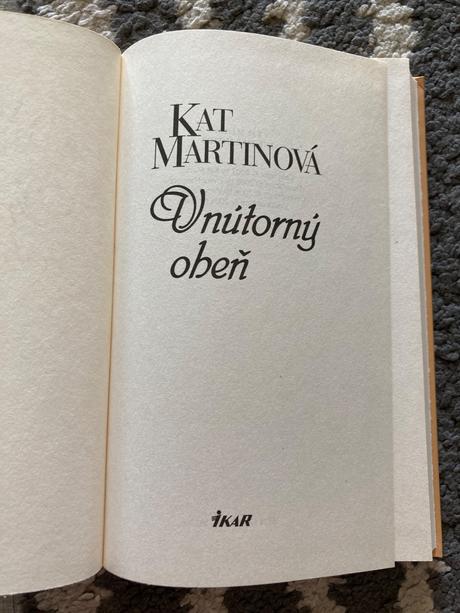 KAT
MARTINOVÁ
Vnútorný
oheň
IKAR